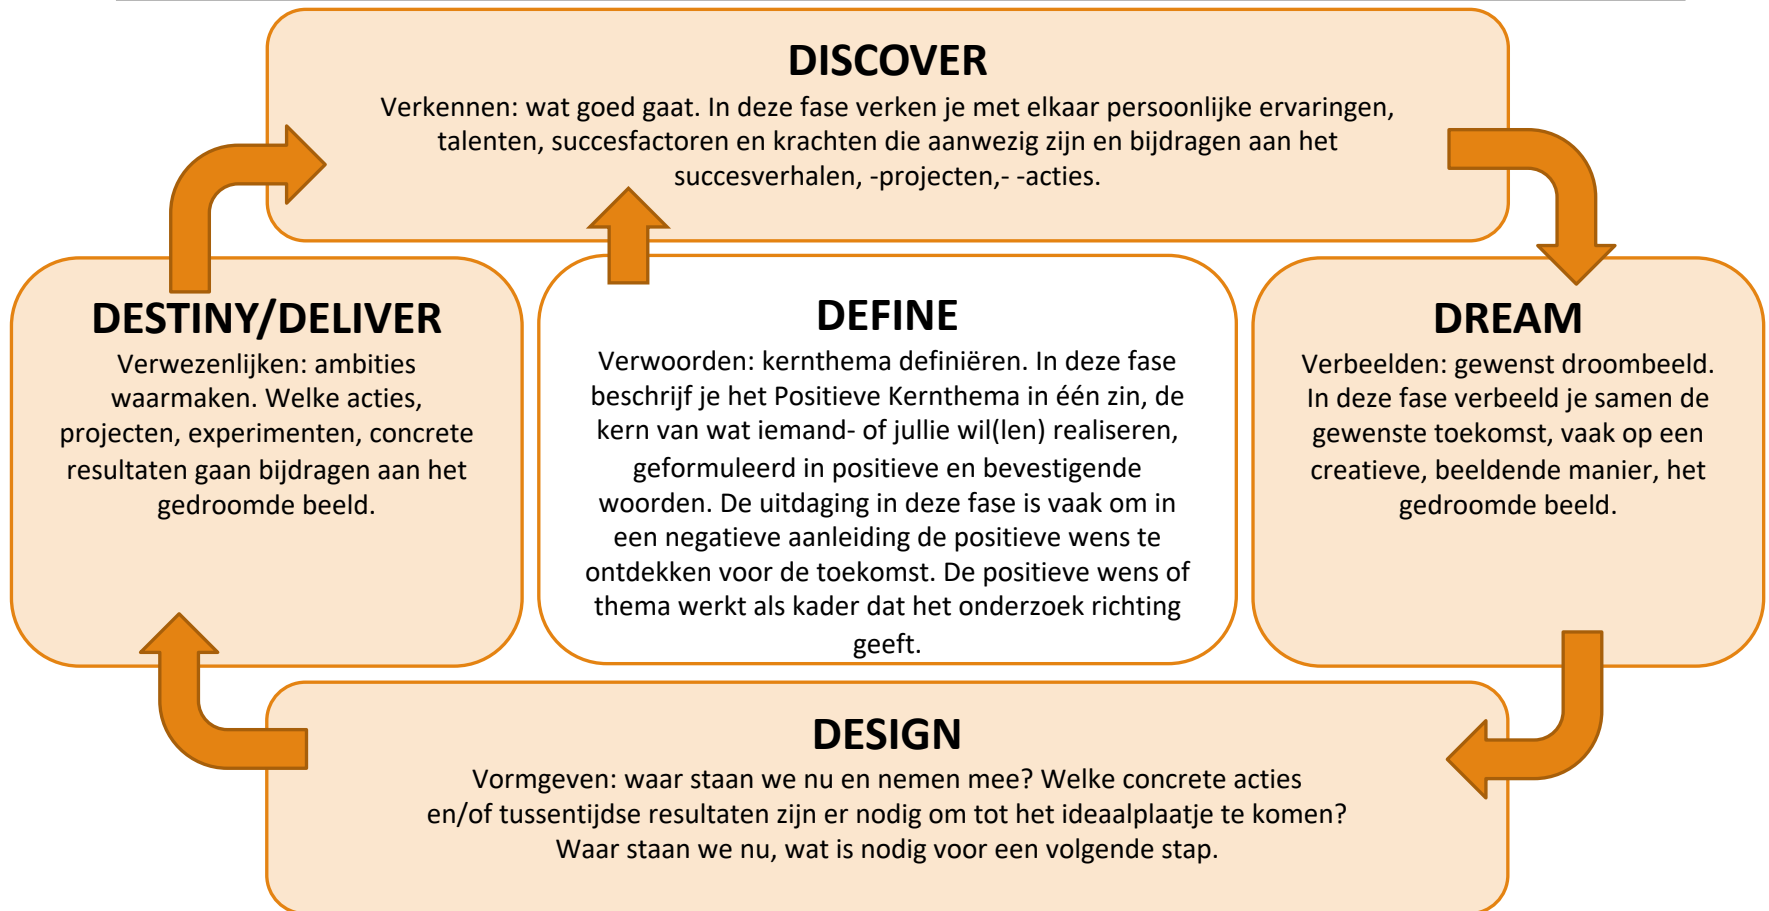 DISCOVER
Verkennen: wat goed gaat. In deze fase verken je met elkaar persoonlijke ervaringen,
talenten, succesfactoren en krachten die aanwezig zijn en bijdragen aan het
succesverhalen, -projecten,- -acties.
DESTINY/DELIVER
Verwezenlijken: ambities
waarmaken. Welke acties,
projecten, experimenten, concrete
resultaten gaan bijdragen aan het
gedroomde beeld.
DEFINE
Verwoorden: kernthema definiëren. In deze fase
beschrijf je het Positieve Kernthema in één zin, de
kern van wat iemand- of jullie wil(len) realiseren,
geformuleerd in positieve en bevestigende
woorden. De uitdaging in deze fase is vaak om in
een negatieve aanleiding de positieve wens te
ontdekken voor de toekomst. De positieve wens of
thema werkt als kader dat het onderzoek richting
geeft.
DREAM
Verbeelden: gewenst droombeeld.
In deze fase verbeeld je samen de
gewenste toekomst, vaak op een
creatieve, beeldende manier, het
gedroomde beeld.
DESIGN
Vormgeven: waar staan we nu en nemen mee? Welke concrete acties
en/of tussentijdse resultaten zijn er nodig om tot het ideaalplaatje te komen?
Waar staan we nu, wat is nodig voor een volgende stap.